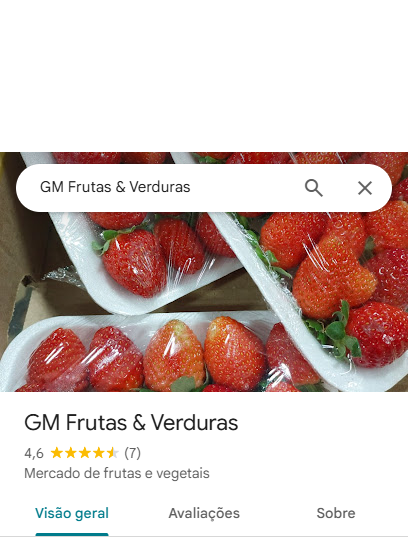 GM Frutas & Verduras
GM Frutas & Verduras
4,6 (7)
Mercado de frutas e vegetais
Visão geral Avaliações Sobre